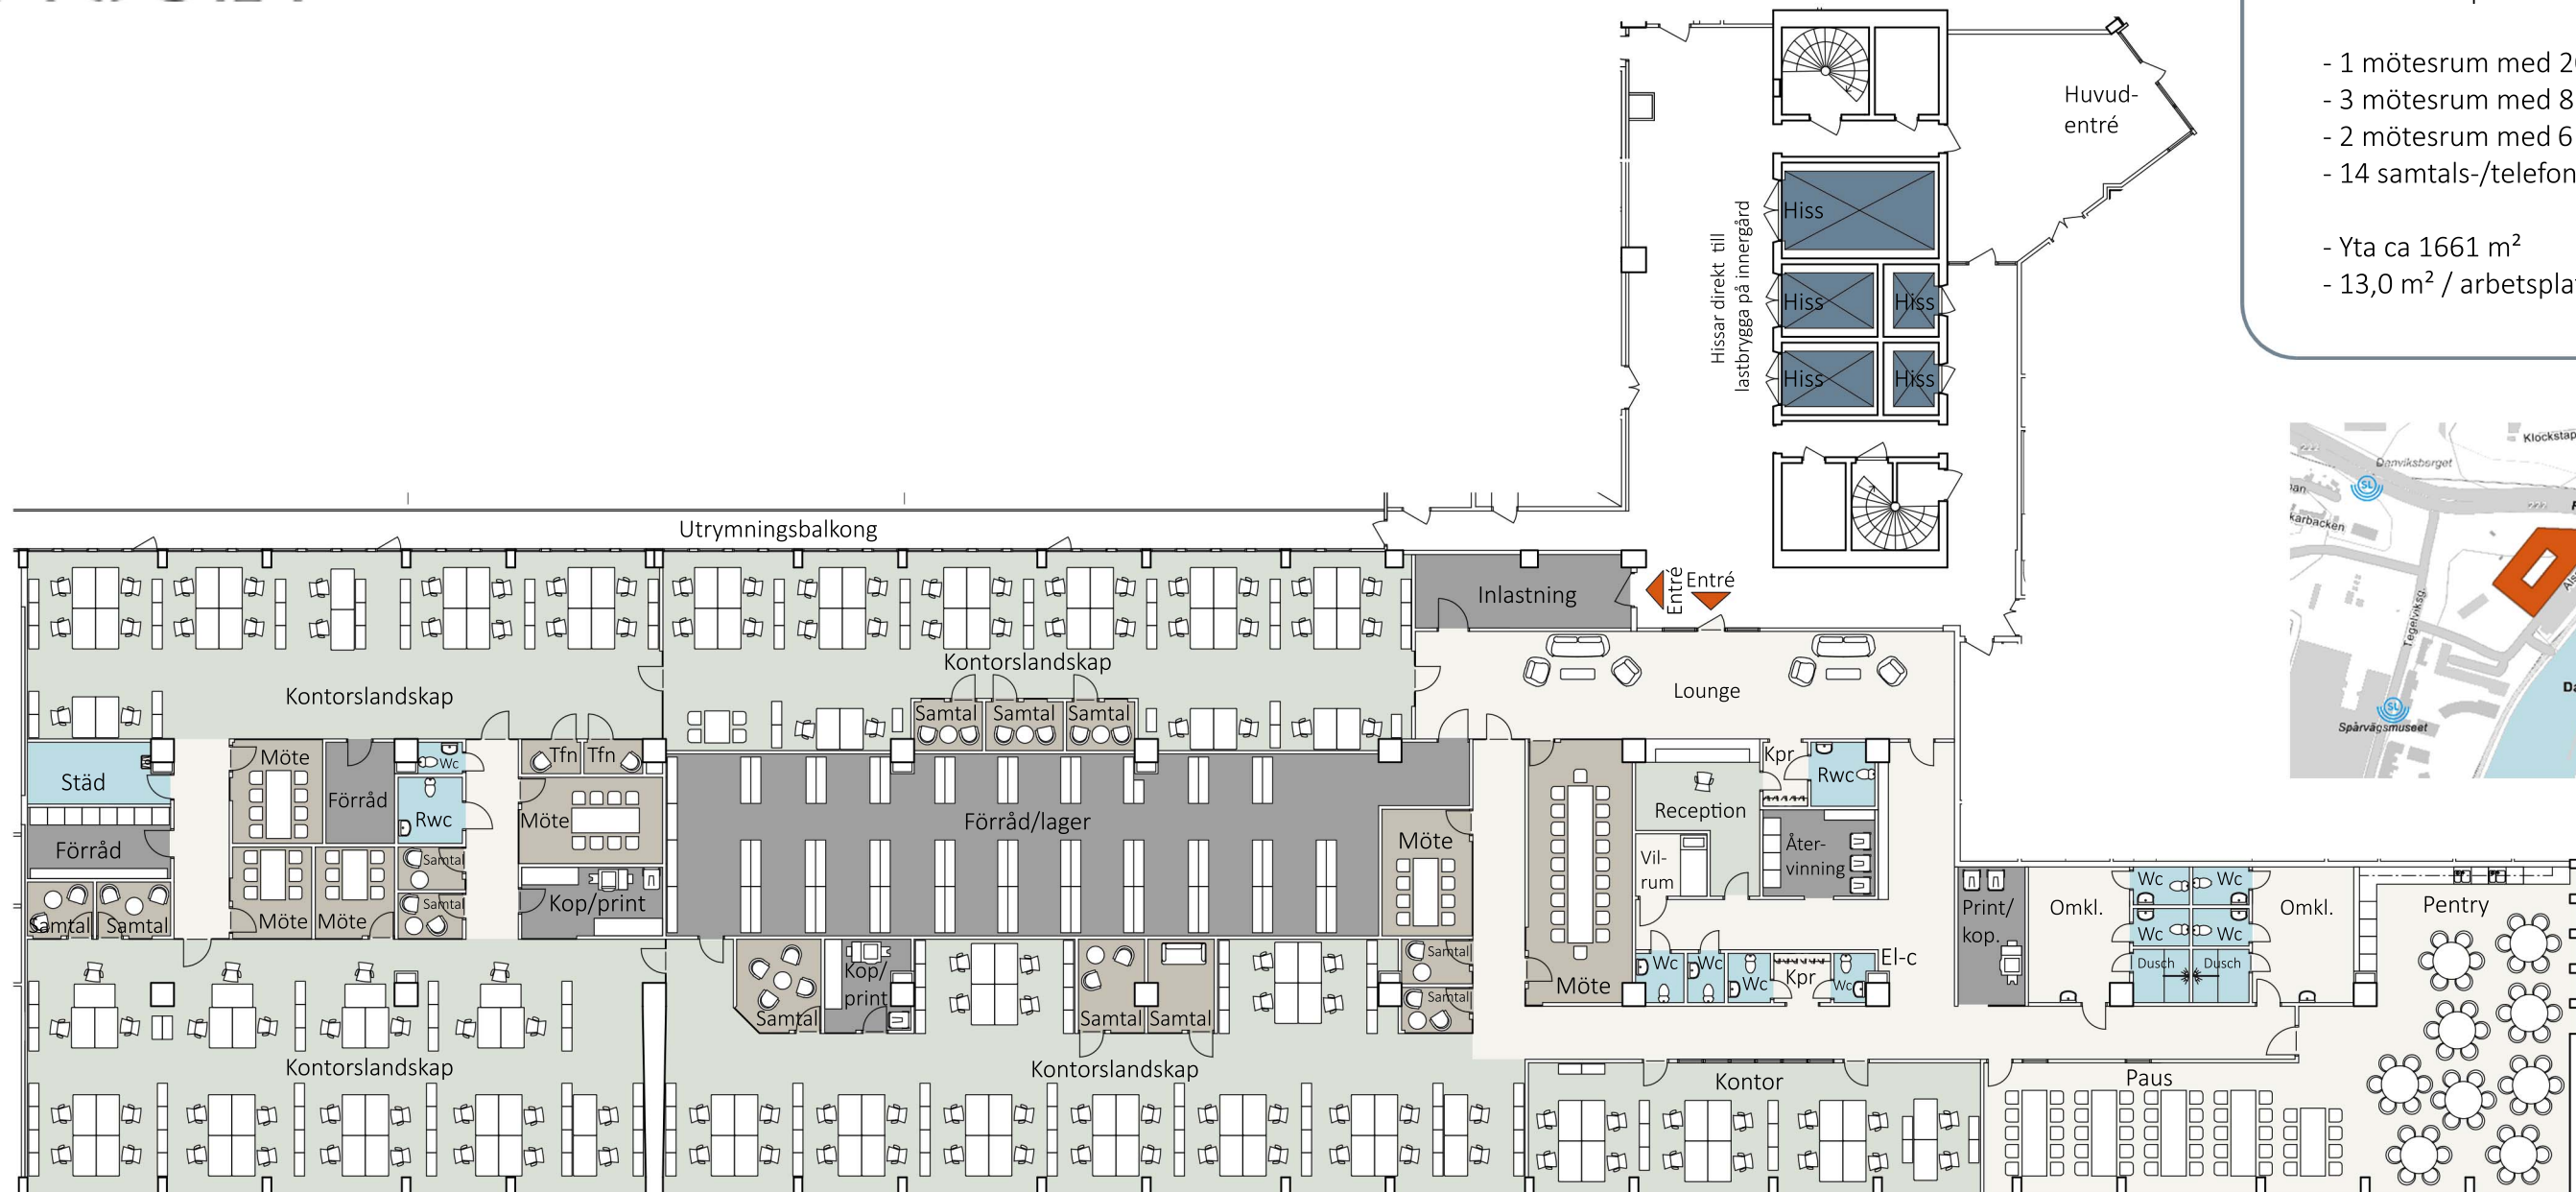 - 1 mötesrum med
- 3 mötesrum med 8
- 2 mötesrum med 6
- 14 samtals-/telefon
- Yta ca 1661 m²
- 13,0 m² / arbetspla
Huvud-
entré
Hiss
Hissar direkt till
lastbrygga på innergård
Hiss
Hiss
Hiss
Hiss
Danviksberget
karbacken
Tegelviksg.
Spårvägsmuseet
SL
SL
Utrymningsbalkong
Inlastning
Entré
Entré
Kontorslandskap
Kontorslandskap
Lounge
Samtal
Samtal
Samtal
Städ
Möte
Förråd
Wc
Tfn
Tfn
Rwc
Möte
Förråd
Förråd/lager
Möte
Samtal
Samtal
Möte
Möte
Samtal
Samtal
Kop/print
Kpr
Rwc
Reception
Åter-
vinning
Vil-
rum
Möte
Wc
Wc
Wc
Kpr
Wc
El-c
Samtal
Kop/
print
Samtal
Samtal
Samtal
Samtal
Print/
kop.
Omkl.
Wc
Wc
Wc
Wc
Dusch
Dusch
Omkl.
Pentry
Kontorslandskap
Kontorslandskap
Kontor
Paus